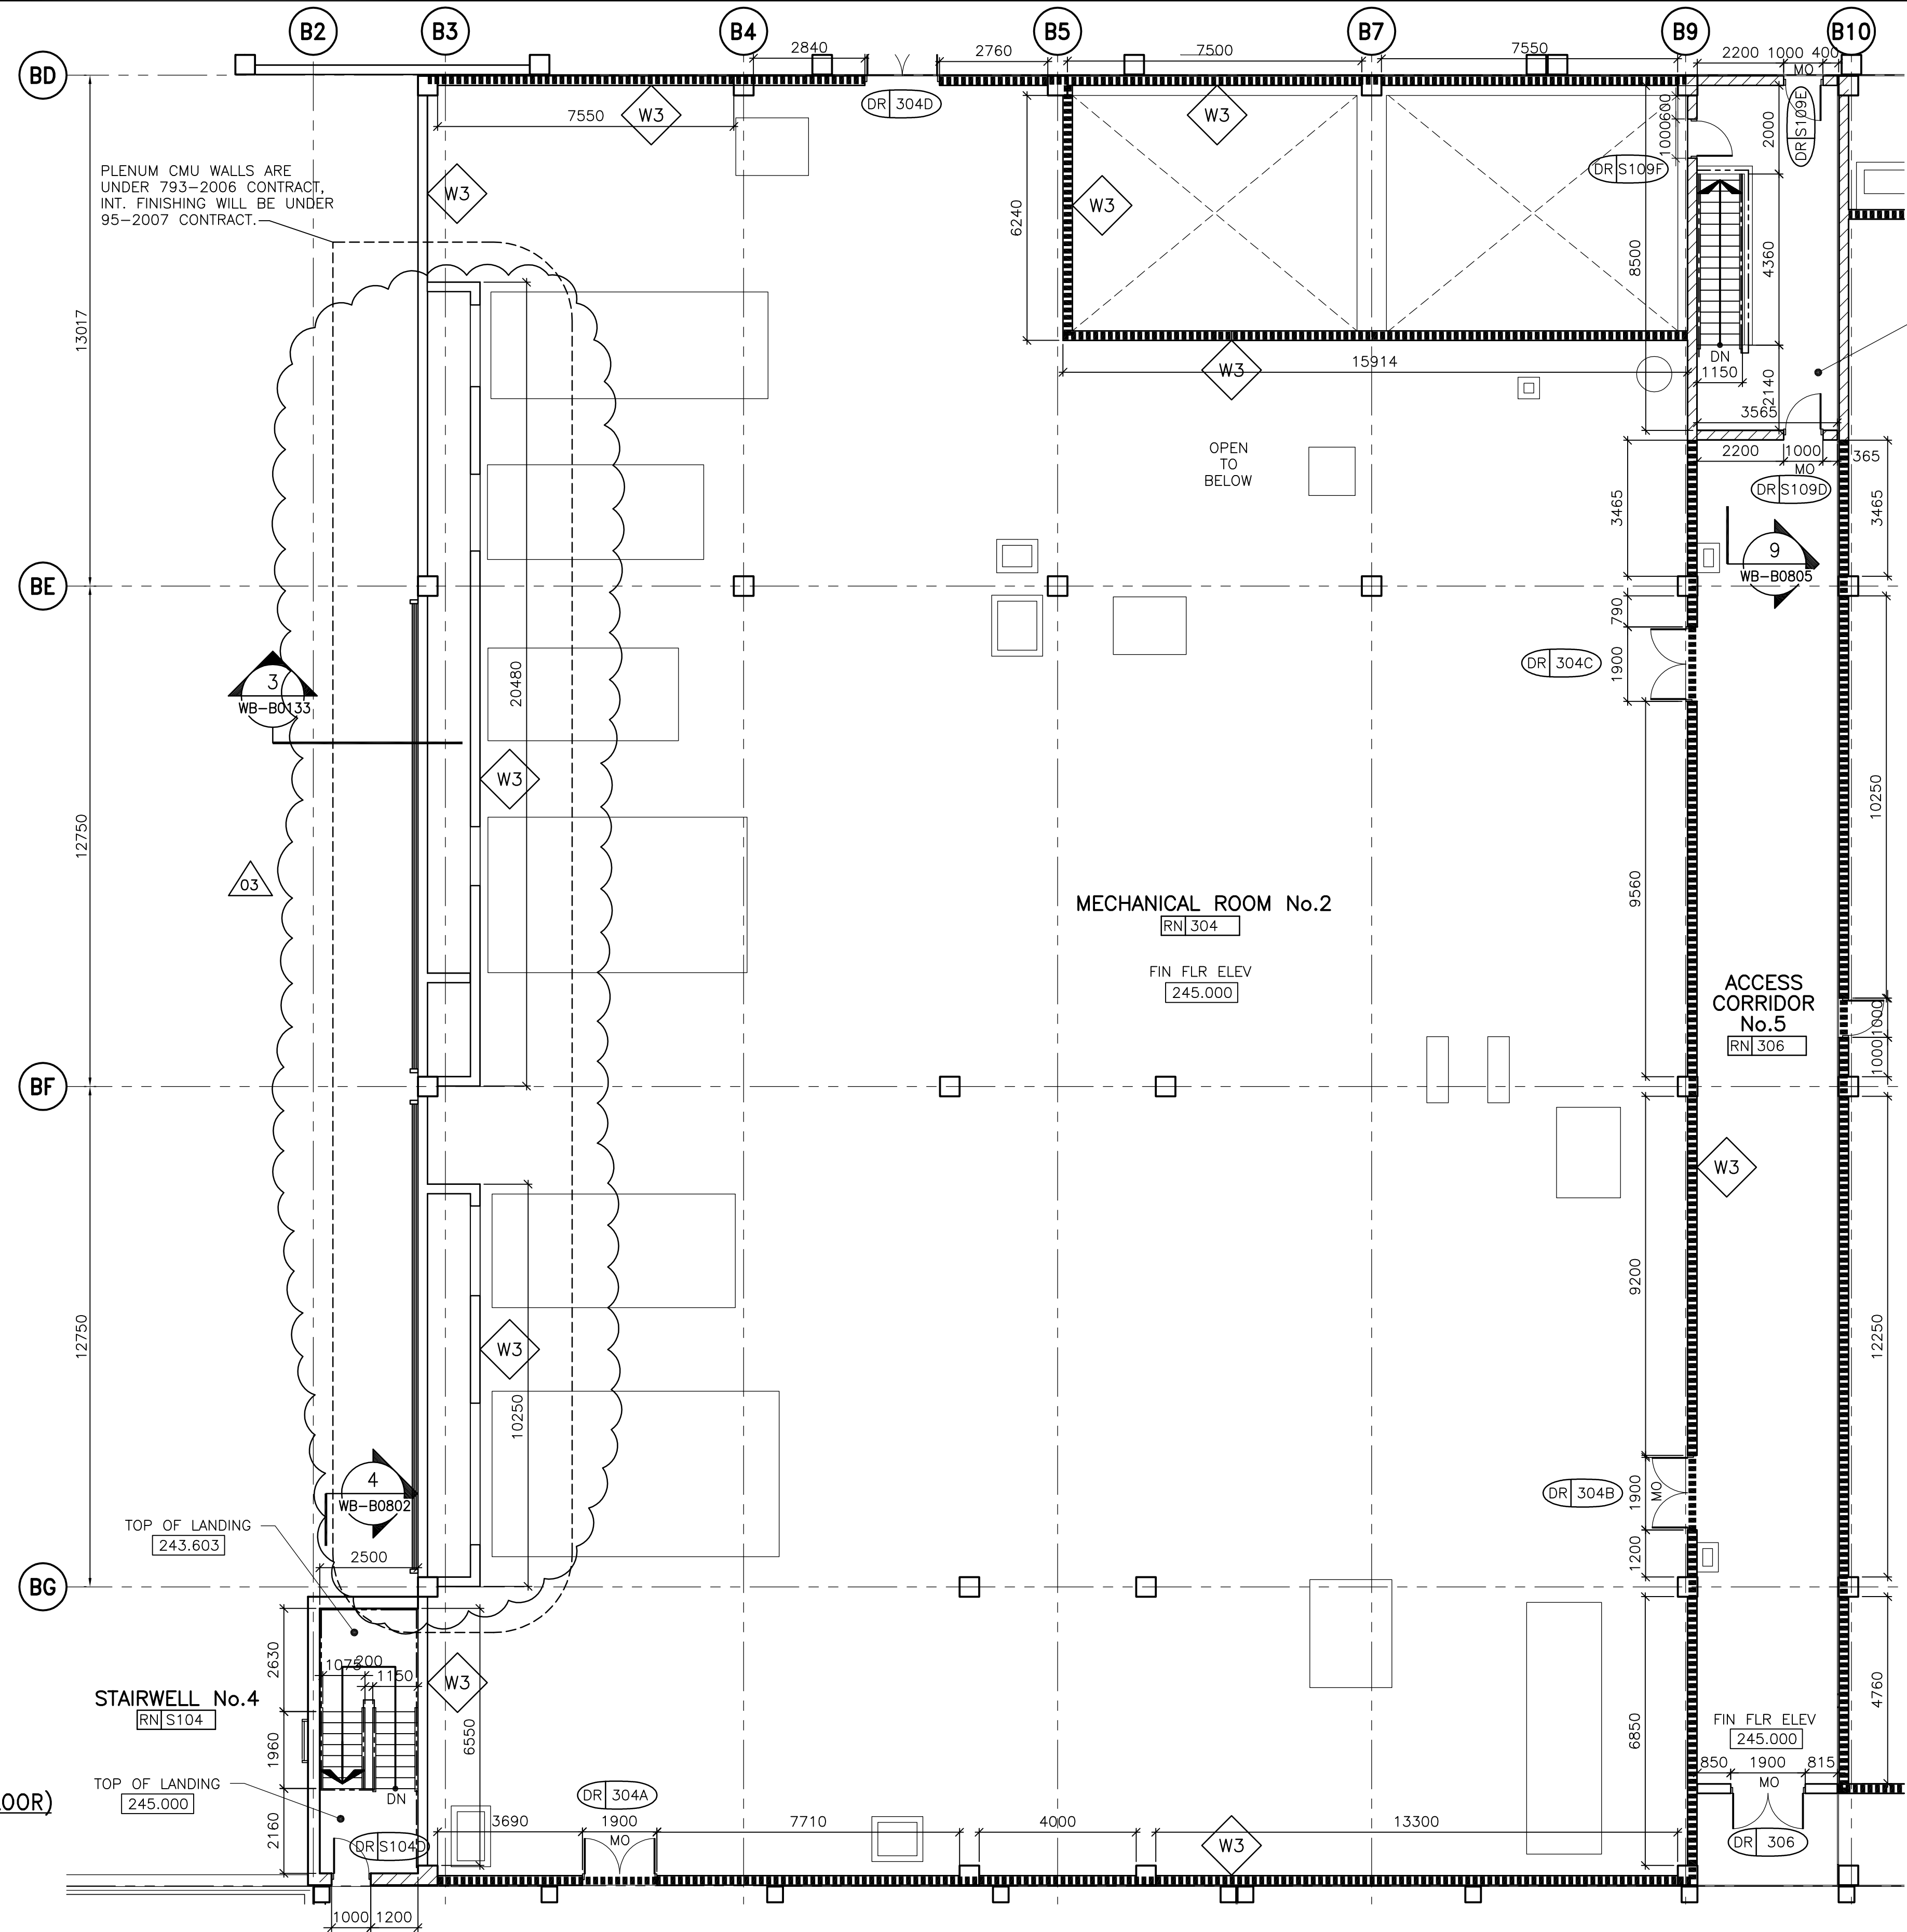 B2
B3
B4
B5
B7
B9
B10
BD
2840
2760
7500
7550
2200
1000
400
MO
DR 304D
7550
W3
W3
W3
W3
6240
1000
600
DR S109F
DR S109E
2000
PLENUM CMU WALLS ARE
UNDER 793-2006 CONTRACT,
INT. FINISHING WILL BE UNDER
95-2007 CONTRACT.
13017
8500
4360
DN
1150
2140
3565
15914
W3
OPEN
TO
BELOW
2200
1000
MO
365
DR S109D
3465
3465
9
WB-B0805
BE
790
1900
DR 304C
3
WB-B0133
20480
W3
12750
10250
03
9560
MECHANICAL ROOM No.2
RN 304
FIN FLR ELEV
245.000
ACCESS
CORRIDOR
No.5
RN 306
1000
1000
BF
W3
9200
12750
12250
W3
10250
4
WB-B0802
DR 304B
1900
MO
1200
TOP OF LANDING
243.603
2500
BG
2630
1075
200
1150
W3
STAIRWELL No.4
RN S104
1960
6550
6850
4760
FIN FLR ELEV
245.000
850
1900
815
MO
TOP OF LANDING
245.000
DN
OOR)
2160
DR S104D
DR 304A
3690
1900
MO
7710
4000
13300
W3
DR 306
1000
1200